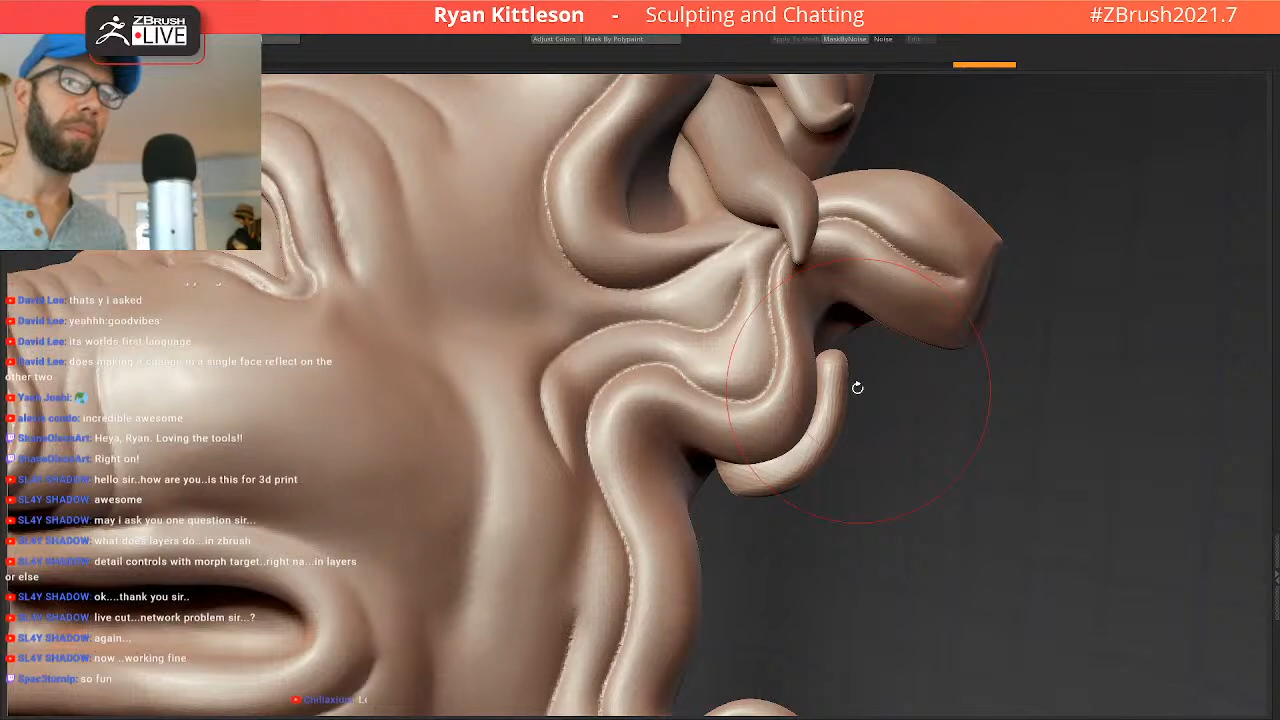 Ryan Kittleson - Sculpting and Chatting #ZBrush2021.7
ZBRUSH
LIVE
Adjust Colors Mask By Polypaint Apply To Mesh MaskByNoise Noise Edit
David Lee: thats y i asked
David Lee: yeahhh:goodvibes:
David Lee: its worlds first language
David Lee: does making a change in a single face reflect on the
other two
Yash Joshi:
incredible awesome
Heya, Ryan. Loving the tools!!
Right on!
SL4Y SHADOW: hello sir..how are you..is this for 3d print
SL4Y SHADOW: awesome
SL4Y SHADOW: may i ask you one question sir...
SL4Y SHADOW: what does layers do...in zbrush
SL4Y SHADOW: detail controls with morph target..right na...in layers
or else
SL4Y SHADOW: ok....thank you sir..
SL4Y SHADOW: live cut...network problem sir...?
SL4Y SHADOW: again...
SL4Y SHADOW: now ..working fine
so fun